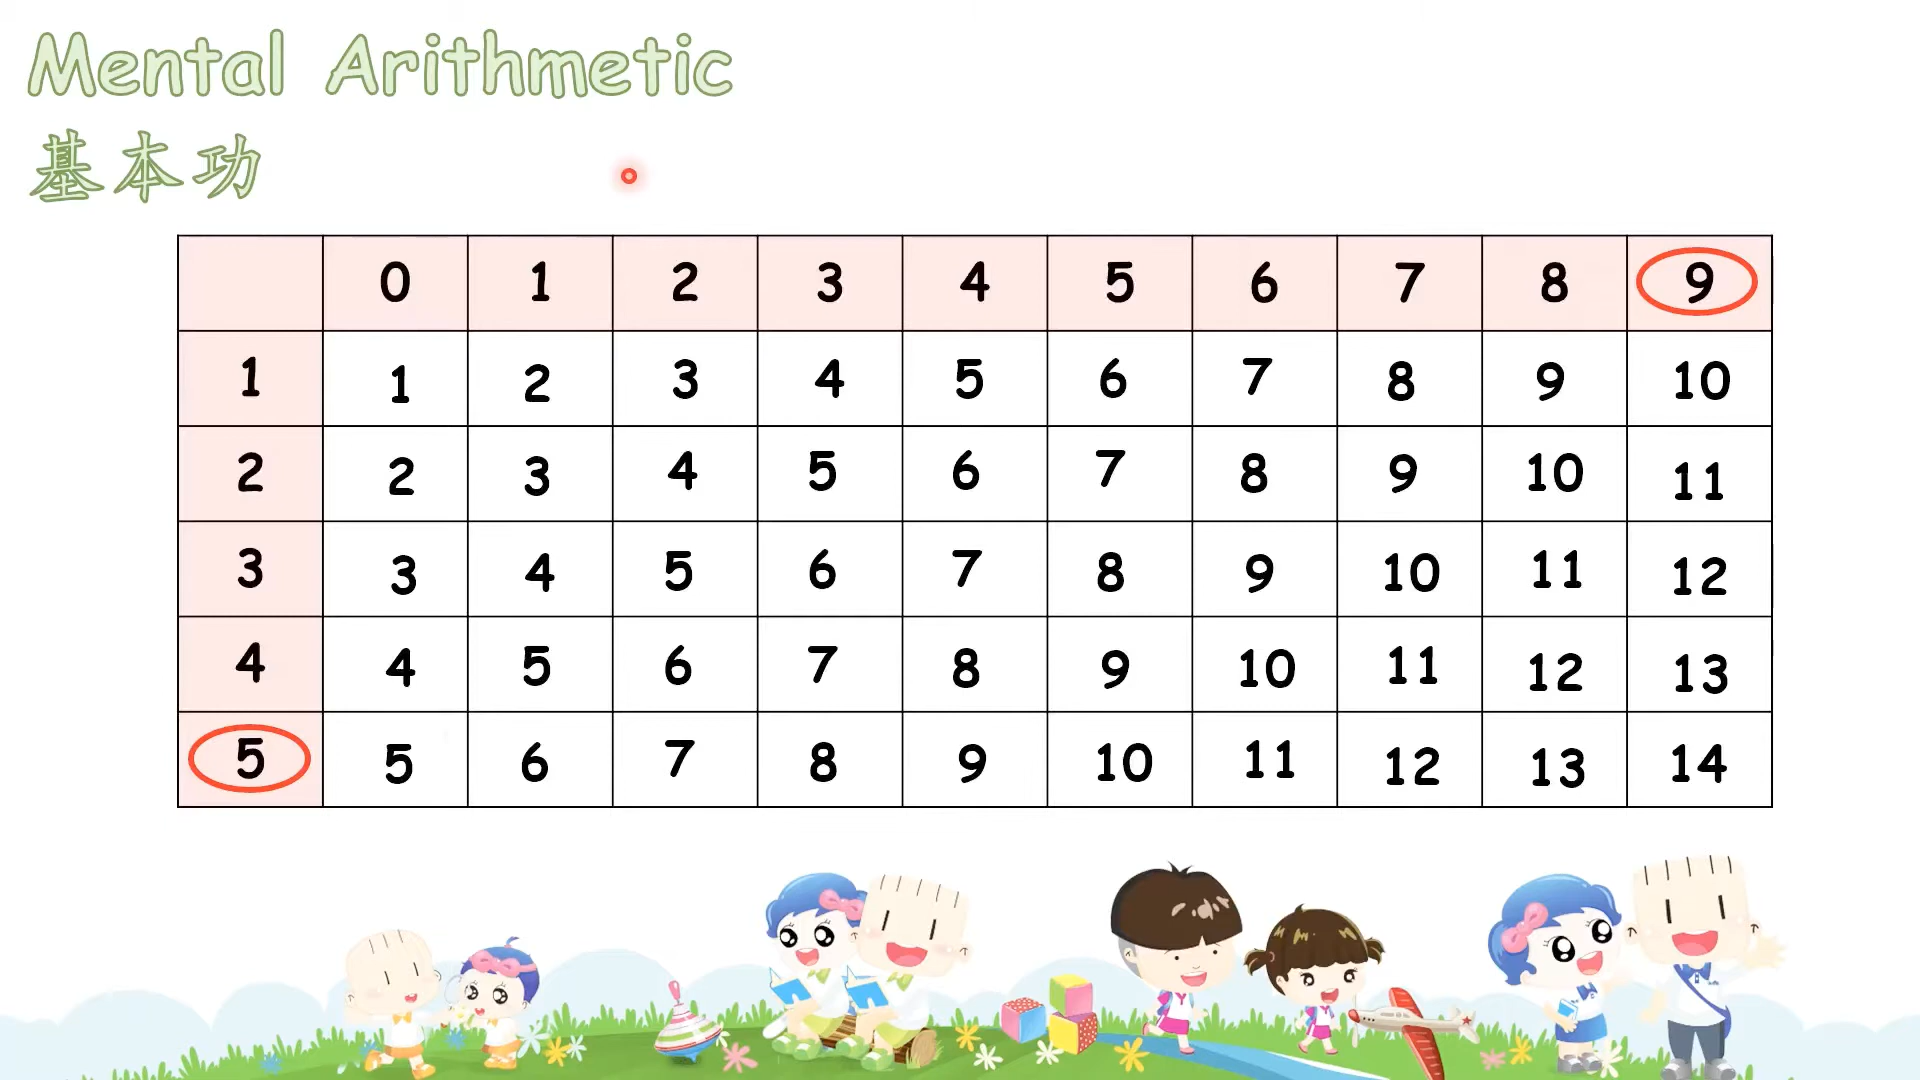 Mental Arithmetic
基本功
0 1 2 3 4 5 6 7 8 9
1 1 2 3 4 5 6 7 8 9 10
2 2 3 4 5 6 7 8 9 10 11
3 3 4 5 6 7 8 9 10 11 12
4 4 5 6 7 8 9 10 11 12 13
5 5 6 7 8 9 10 11 12 13 14